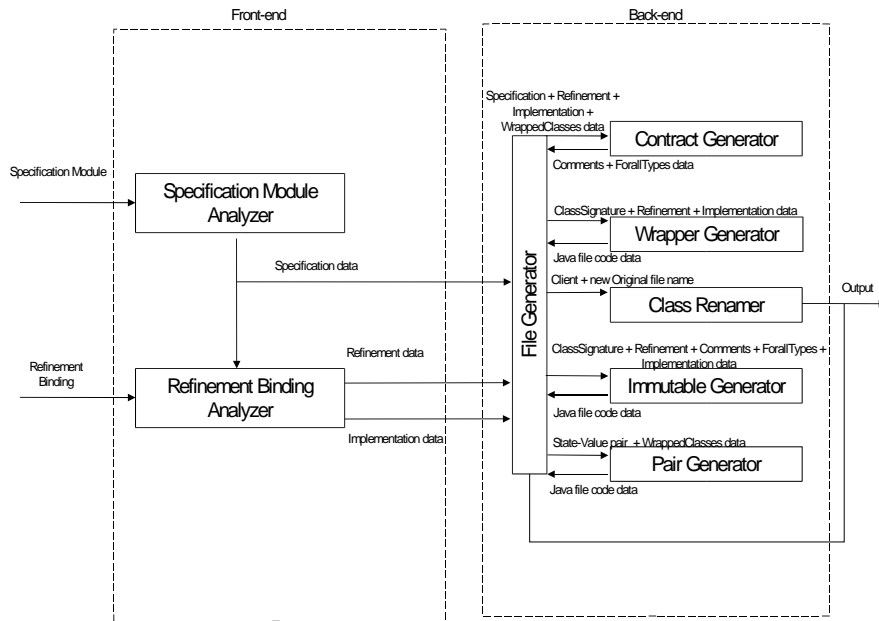 Front-end
Back-end
Specification + Refinement +
Implementation +
WrappedClasses data
Contract Generator
Comments + ForallTypes data
Specification Module
Specification Module
Analyzer
ClassSignature + Refinement + Implementation data
Wrapper Generator
Java file code data
Specification data
File Generator
Client + new Original file name
Class Renamer
Output
Refinement
Binding
Refinement data
Refinement Binding
Analyzer
Implementation data
ClassSignature + Refinement + Comments + ForallTypes +
Implementation data
Immutable Generator
Java file code data
State-Value pair + WrappedClasses data
Pair Generator
Java file code data